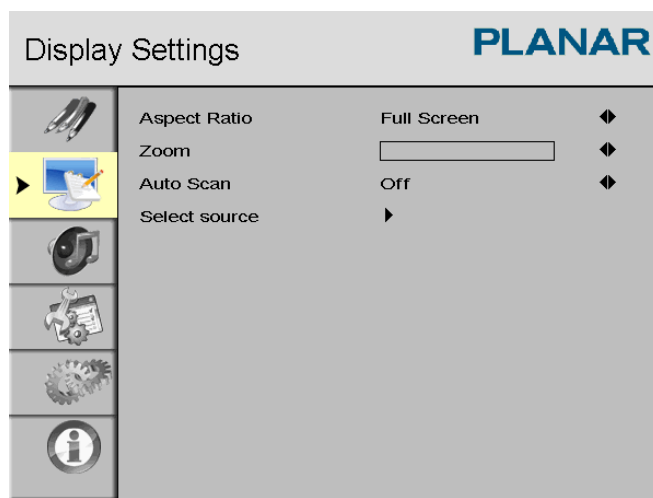 Display Settings
PLANAR
Aspect Ratio Full Screen
Zoom
Auto Scan Off
Select source